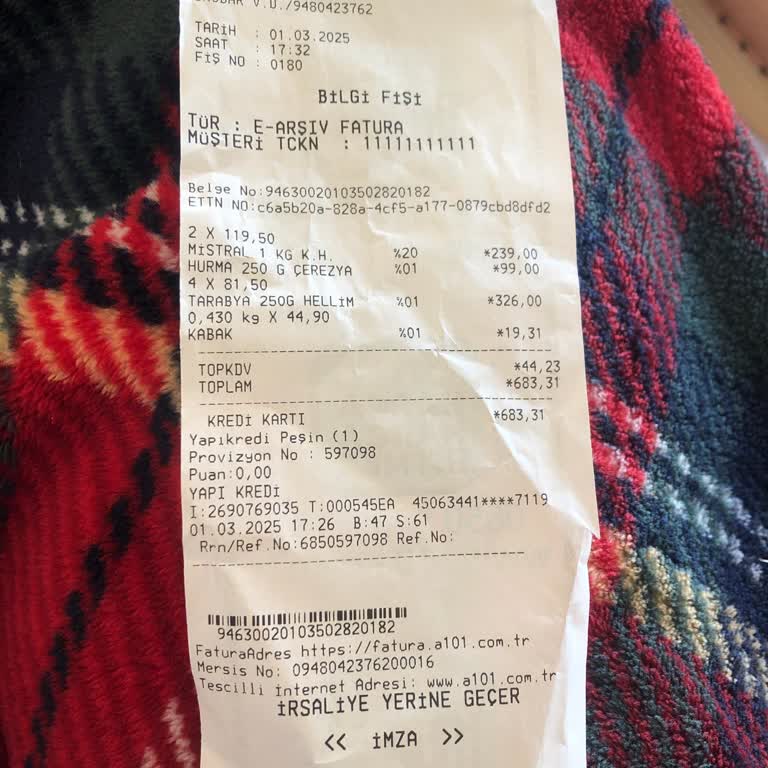 V.D./9480423762
TARİH : 01.03.2025
SAAT : 17:32
FİŞ NO : 0180
BİLGİ FİŞİ
TÜR : E-ARŞİV FATURA
MÜŞTERİ TCKN : 11111111111
Belge No:94630020103502820182
ETTN NO:c6a5b20a-828a-4cf5-a177-0879cbd8dfd2
2 X 119,50
MİSTRAL 1 KG K.H. %20 *239,00
HURMA 250 G ÇEREZYA %01 *99,00
4 X 81,50
TARABYA 250G HELLİM %01 *326,00
0,430 kg X 44,90
KABAK %01 *19,31
TOPKDV *44,23
TOPLAM *683,31
KREDİ KARTI *683,31
Yapıkredi Peşin (1)
Provizyon No : 597098
Puan:0,00
YAPI KREDİ
I:2690769035 T:000545EA 45063441****7119
01.03.2025 17:26 B:47 S:61
Rrn/Ref.No:6850597098 Ref.No:
94630020103502820182
FaturaAdres https://fatura.a101.com.tr
Mersis No: 0948042376200016
Tescilli İnternet Adresi: www.a101.com.tr
İRSALİYE YERİNE GEÇER
<< İMZA >>